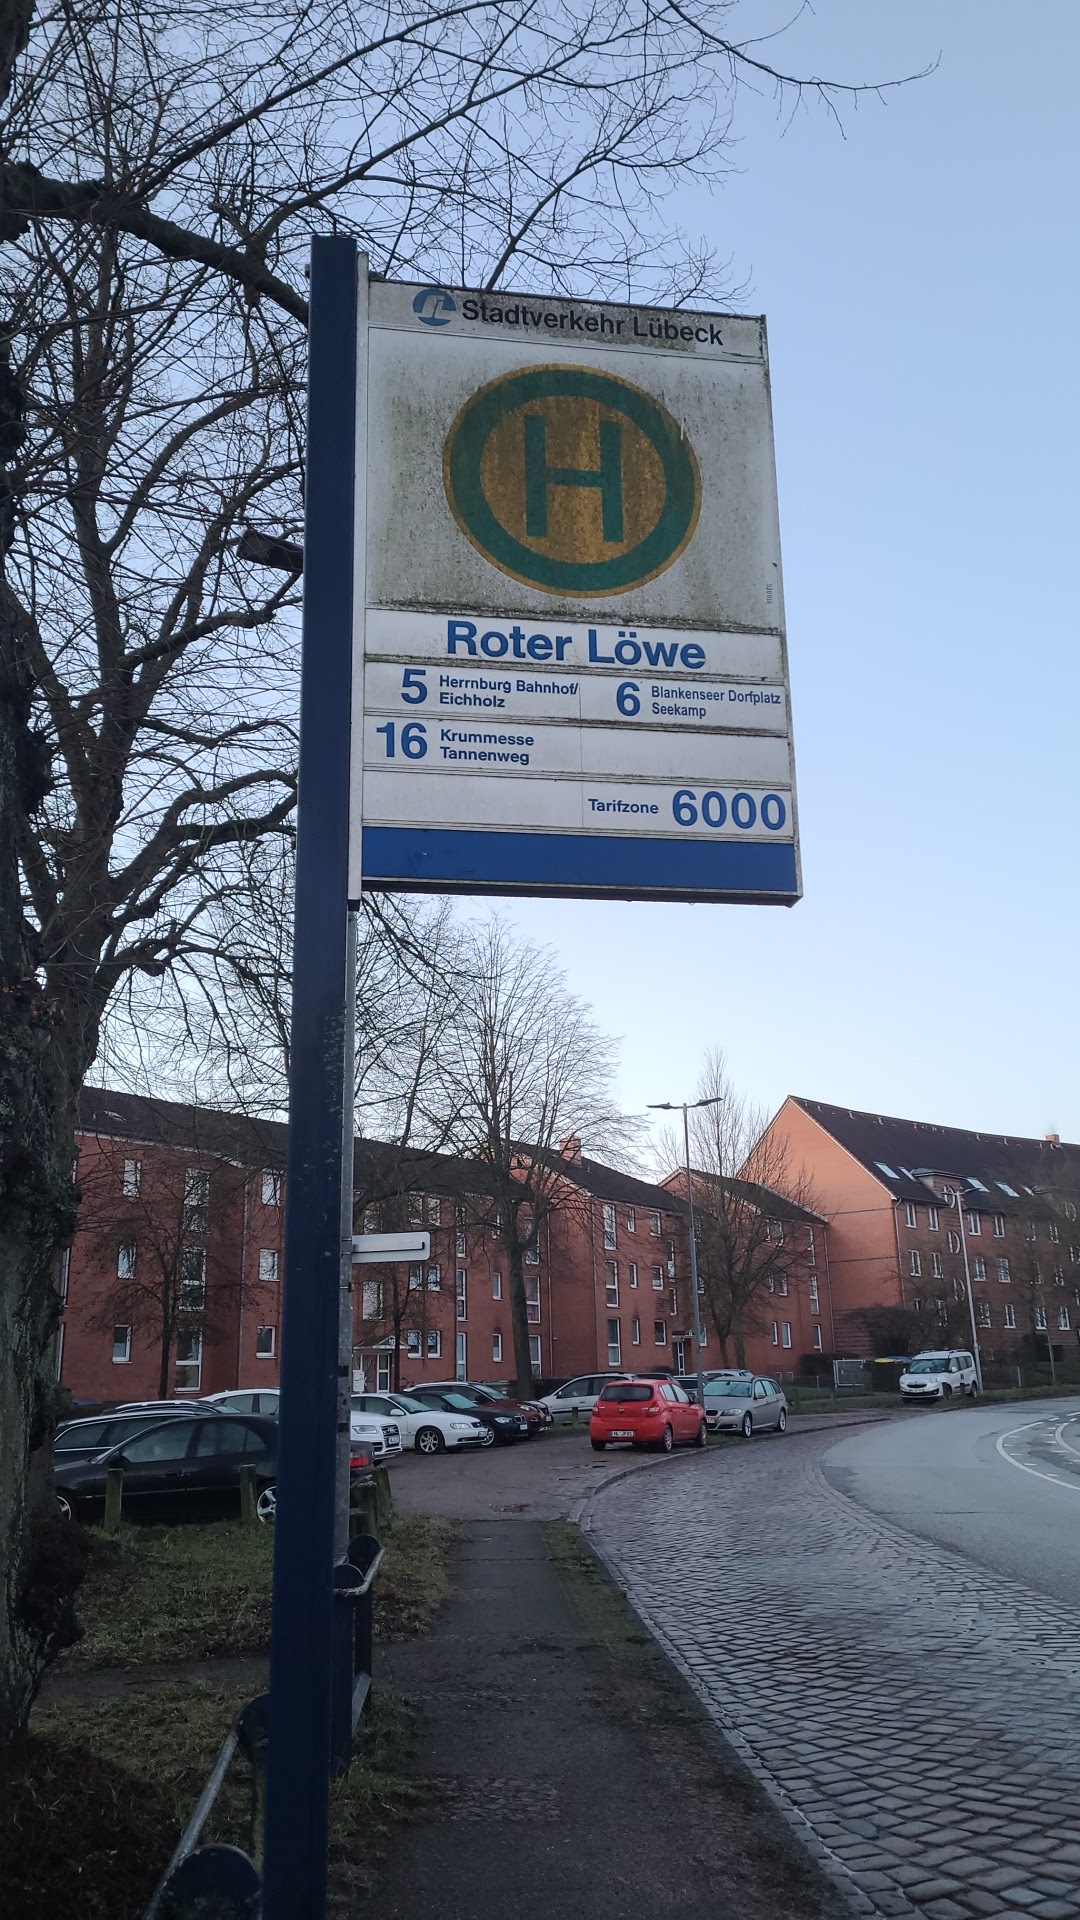 Stadtverkehr Lübeck
H
Roter Löwe
5 Herrnburg Bahnhof/
Eichholz
6 Blankenseer Dorfplatz
Seekamp
16 Krummesse
Tannenweg
Tarifzone 6000